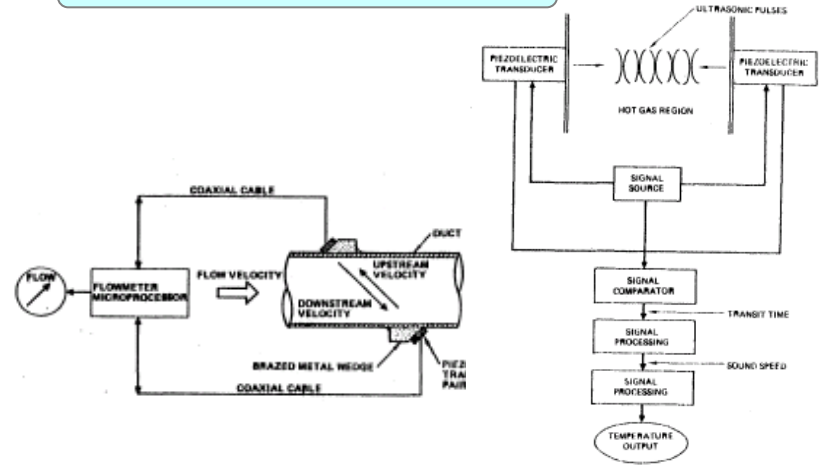 COAXIAL CABLE
DUCT
FLOW
FLOWMETER
MICROPROCESSOR
FLOW VELOCITY
UPSTREAM
VELOCITY
DOWNSTREAM
VELOCITY
BRAZED METAL WEDGE
COAXIAL CABLE
PIEZ
TRA
PAIR
ULTRASONIC PULSES
PIEZOELECTRIC
TRANSDUCER
PIEZOELECTRIC
TRANSDUCER
HOT GAS REGION
SIGNAL
SOURCE
SIGNAL
COMPARATOR
TRANSIT TIME
SIGNAL
PROCESSING
SOUND SPEED
SIGNAL
PROCESSING
TEMPERATURE
OUTPUT